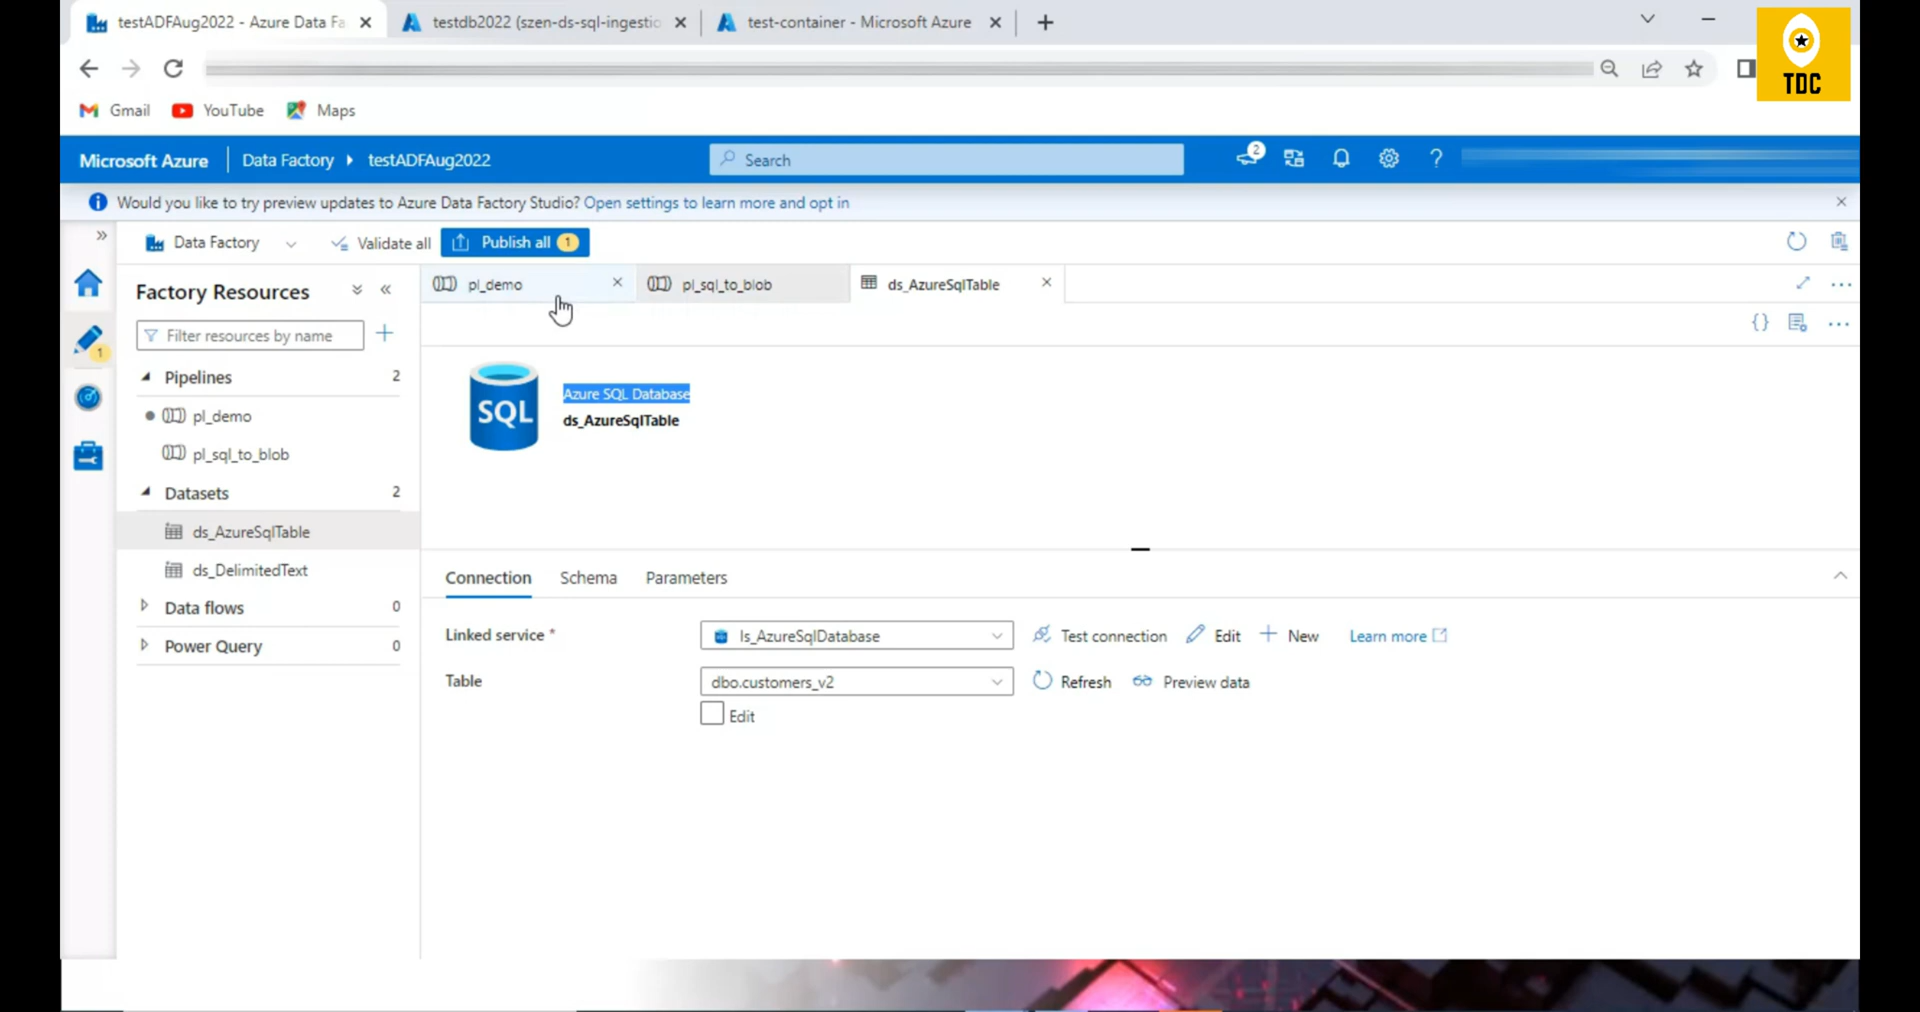 testADFAug2022 - Azure Data Fa
testdb2022 (szen-ds-sql-ingestio
test-container - Microsoft Azure
TDC
Gmail
YouTube
Maps
Microsoft Azure
Data Factory
testADFAug2022
Search
2
Would you like to try preview updates to Azure Data Factory Studio? Open settings to learn more and opt in
Data Factory
Validate all
Publish all
1
Factory Resources
pl_demo
pl_sql_to_blob
ds_AzureSqlTable
Filter resources by name
1
Pipelines
2
pl_demo
pl_sql_to_blob
Datasets
2
ds_AzureSqlTable
ds_DelimitedText
Data flows
0
Power Query
0
SQL
Azure SQL Database
ds_AzureSqlTable
Connection
Schema
Parameters
Linked service *
ls_AzureSqlDatabase
Test connection
Edit
New
Learn more
Table
dbo.customers_v2
Refresh
Preview data
Edit